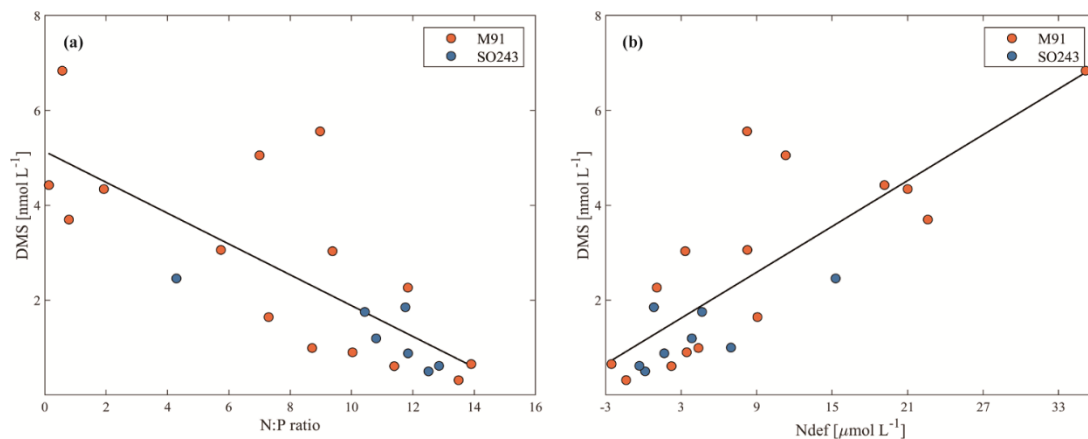 (a)
M91
SO243
8
6
4
2
0 2 4 6 8 10 12 14 16
DMS [nmol L⁻¹]
N:P ratio
(b)
M91
SO243
8
6
4
2
-3 3 9 15 21 27 33
DMS [nmol L⁻¹]
Ndef [μmol L⁻¹]